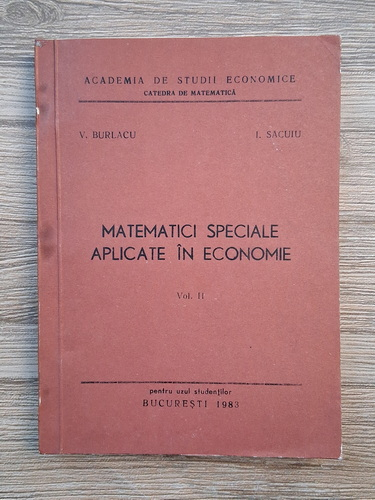 ACADEMIA DE STUDII ECONOMICE
CATEDRA DE MATEMATICĂ
V. BURLACU I. SACUIU
MATEMATICI SPECIALE
APLICATE ÎN ECONOMIE
Vol. II
pentru uzul studenților
BUCUREȘTI 1983